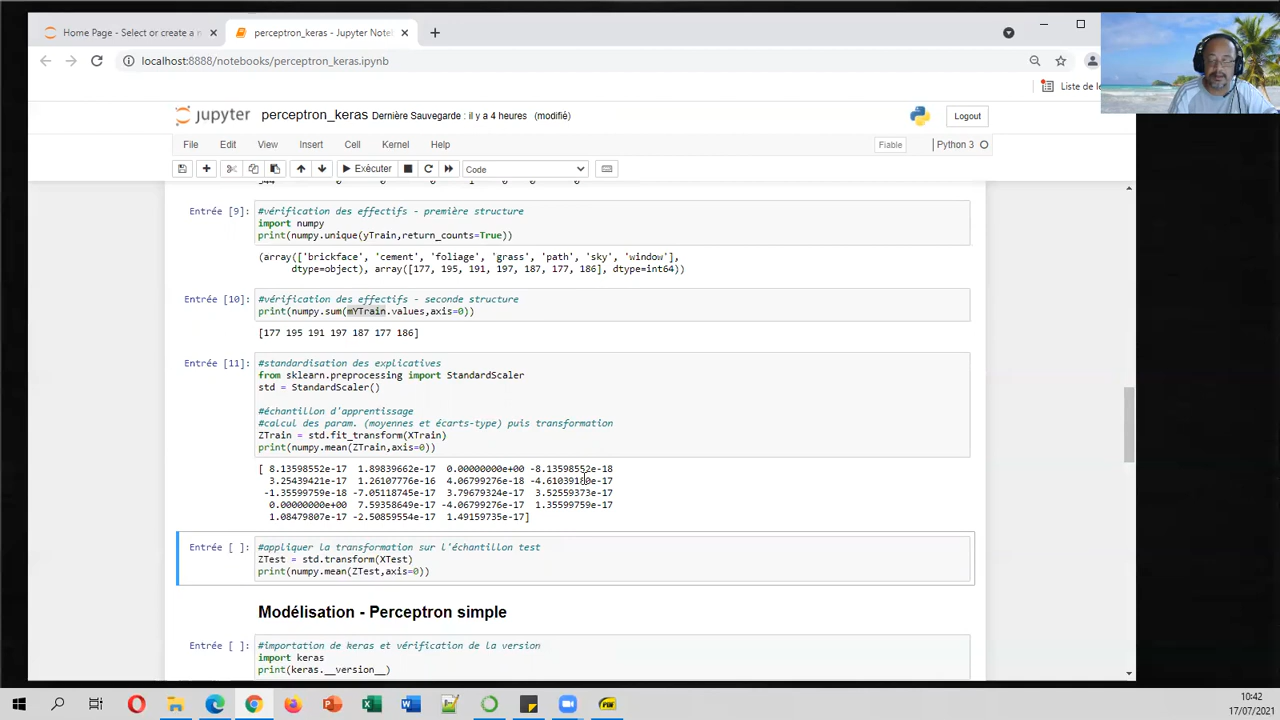 Home Page - Select or create a n
perceptron_keras - Jupyter Note
localhost:8888/notebooks/perceptron_keras.ipynb
Liste de le
jupyter perceptron_keras Dernière Sauvegarde : il y a 4 heures (modifié)
Logout
File Edit View Insert Cell Kernel Help
Fiable
Python 3
Exécuter
Code
544 0 0 0 1 0 0 0
Entrée [9]: #vérification des effectifs - première structure
import numpy
print(numpy.unique(yTrain,return_counts=True))
(array(['brickface', 'cement', 'foliage', 'grass', 'path', 'sky', 'window'],
dtype=object), array([177, 195, 191, 197, 187, 177, 186], dtype=int64))
Entrée [10]: #vérification des effectifs - seconde structure
print(numpy.sum(mYTrain.values,axis=0))
[177 195 191 197 187 177 186]
Entrée [11]: #standardisation des explicatives
from sklearn.preprocessing import StandardScaler
std = StandardScaler()
#échantillon d'apprentissage
#calcul des param. (moyennes et écarts-type) puis transformation
ZTrain = std.fit_transform(XTrain)
print(numpy.mean(ZTrain,axis=0))
[ 8.13598552e-17 1.89839662e-17 0.00000000e+00 -8.13598552e-18
3.25439421e-17 1.26107776e-16 4.06799276e-18 -4.61039180e-17
-1.35599759e-18 -7.05118745e-17 3.79679324e-17 3.52559373e-17
0.00000000e+00 7.59358649e-17 -4.06799276e-17 1.35599759e-17
1.08479807e-17 -2.50859554e-17 1.49159735e-17]
Entrée [ ]: #appliquer la transformation sur l'échantillon test
ZTest = std.transform(XTest)
print(numpy.mean(ZTest,axis=0))
Modélisation - Perceptron simple
Entrée [ ]: #importation de keras et vérification de la version
import keras
print(keras.__version__)
10:42
17/07/2021